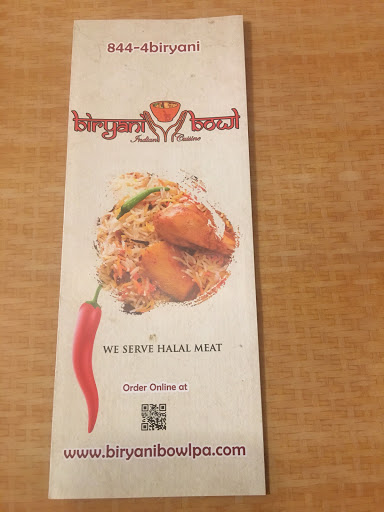 844-4biryani
biryani bowl
Indian Cuisine
WE SERVE HALAL MEAT
Order Online at
www.biryanibowlpa.com